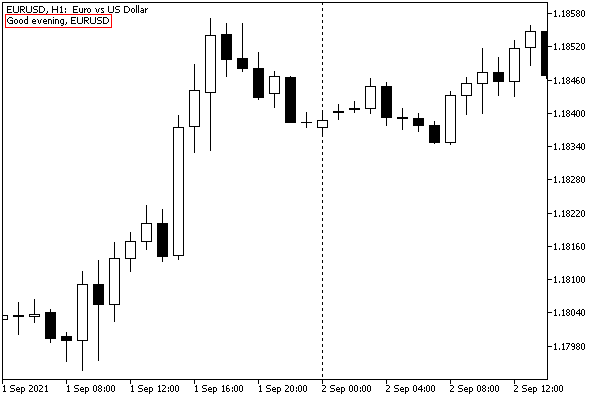 EURUSD, H1: Euro vs US Dollar
Good evening, EURUSD
1.18580
1.18520
1.18460
1.18400
1.18340
1.18280
1.18220
1.18160
1.18100
1.18040
1.17980
1 Sep 2021
1 Sep 08:00
1 Sep 12:00
1 Sep 16:00
1 Sep 20:00
2 Sep 00:00
2 Sep 04:00
2 Sep 08:00
2 Sep 12:00